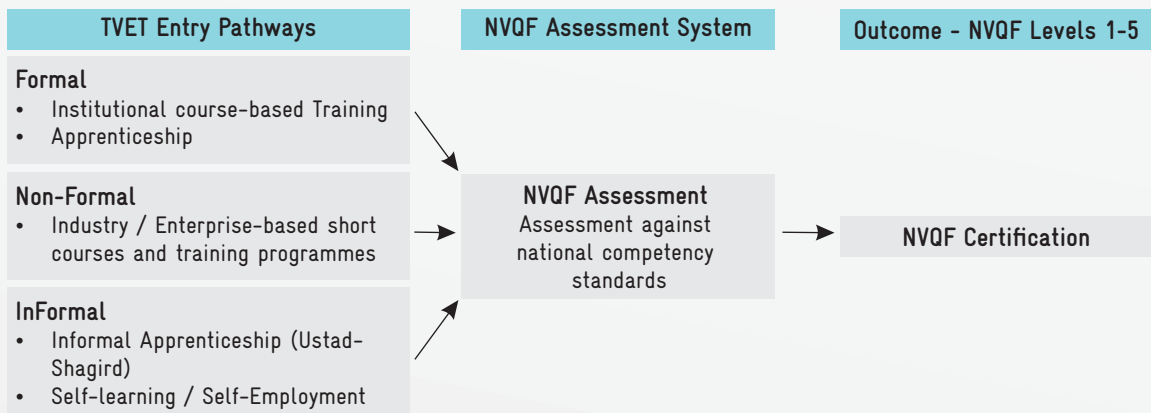 TVET Entry Pathways
Formal
• Institutional course-based Training
• Apprenticeship
Non-Formal
• Industry / Enterprise-based short
courses and training programmes
InFormal
• Informal Apprenticeship (Ustad-
Shagird)
• Self-learning / Self-Employment
NVQF Assessment System
NVQF Assessment
Assessment against
national competency
standards
Outcome - NVQF Levels 1-5
NVQF Certification